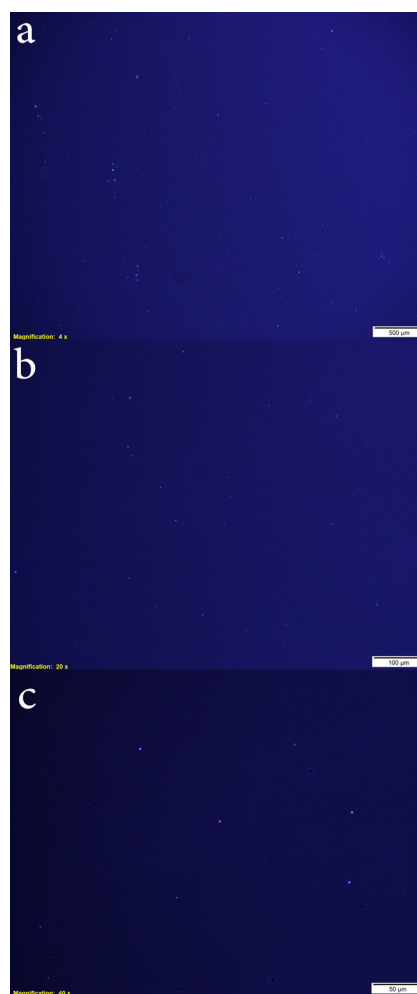 a
500 µm
Magnification: 4 x
b
100 µm
Magnification: 20 x
c
50 µm
Magnification: 40 x